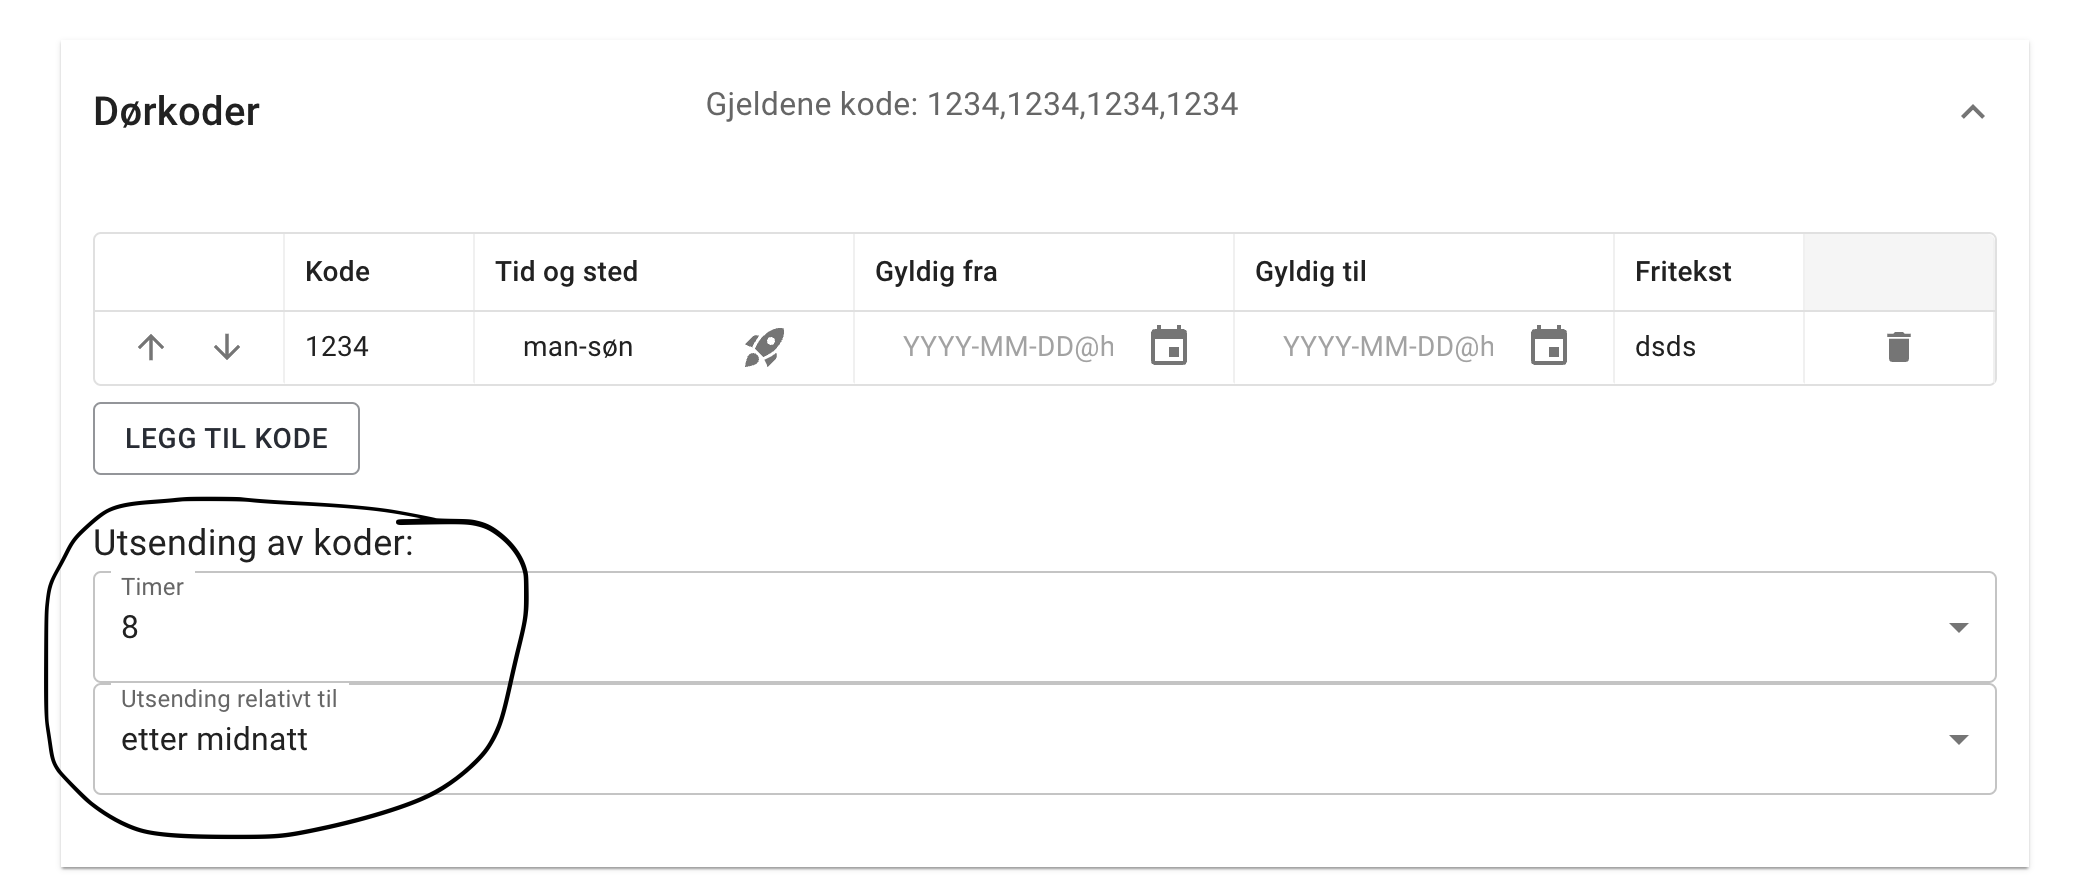 Dørkoder
Gjeldene kode: 1234,1234,1234,1234
Kode Tid og sted Gyldig fra Gyldig til Fritekst
1234 man-søn YYYY-MM-DD@h YYYY-MM-DD@h dsds
LEGG TIL KODE
Utsending av koder:
Timer
8
Utsending relativt til
etter midnatt